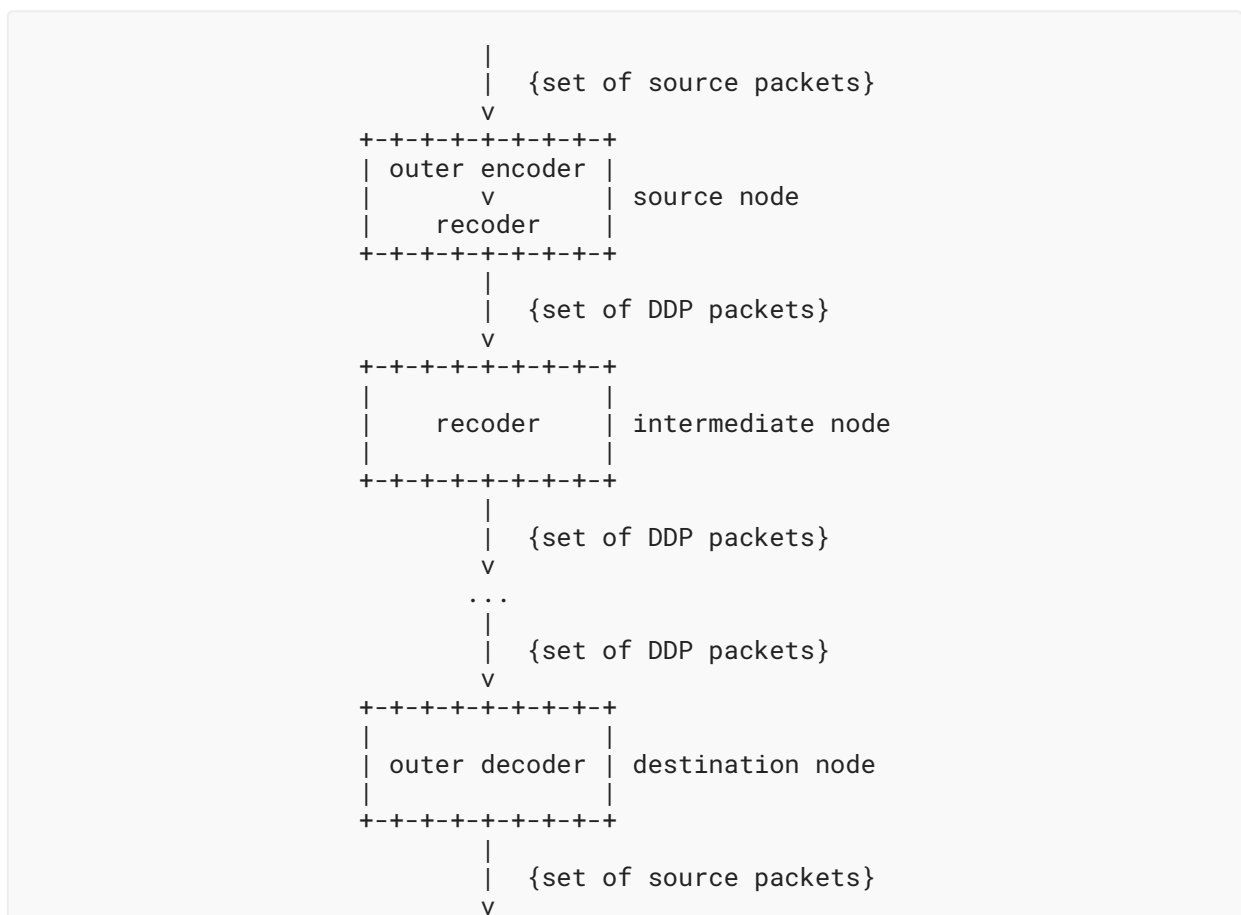 |
| {set of source packets}
v
+-+-+-+-+-+-+-+-+
| outer encoder |
| v | source node
| recoder |
+-+-+-+-+-+-+-+-+
|
| {set of DDP packets}
v
+-+-+-+-+-+-+-+-+
| |
| recoder | intermediate node
| |
+-+-+-+-+-+-+-+-+
|
| {set of DDP packets}
v
...
|
| {set of DDP packets}
v
+-+-+-+-+-+-+-+-+
| |
| outer decoder | destination node
| |
+-+-+-+-+-+-+-+-+
|
| {set of source packets}
v